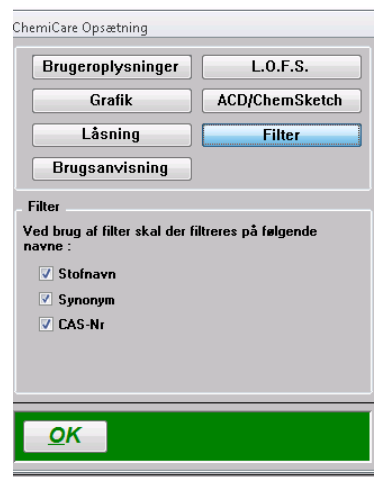 ChemiCare Opsætning
Brugeroplysninger
L.O.F.S.
Grafik
ACD/ChemSketch
Låsning
Filter
Brugsanvisning
Filter
Ved brug af filter skal der filtreres på følgende
navne :
Stofnavn
Synonym
CAS-Nr
OK